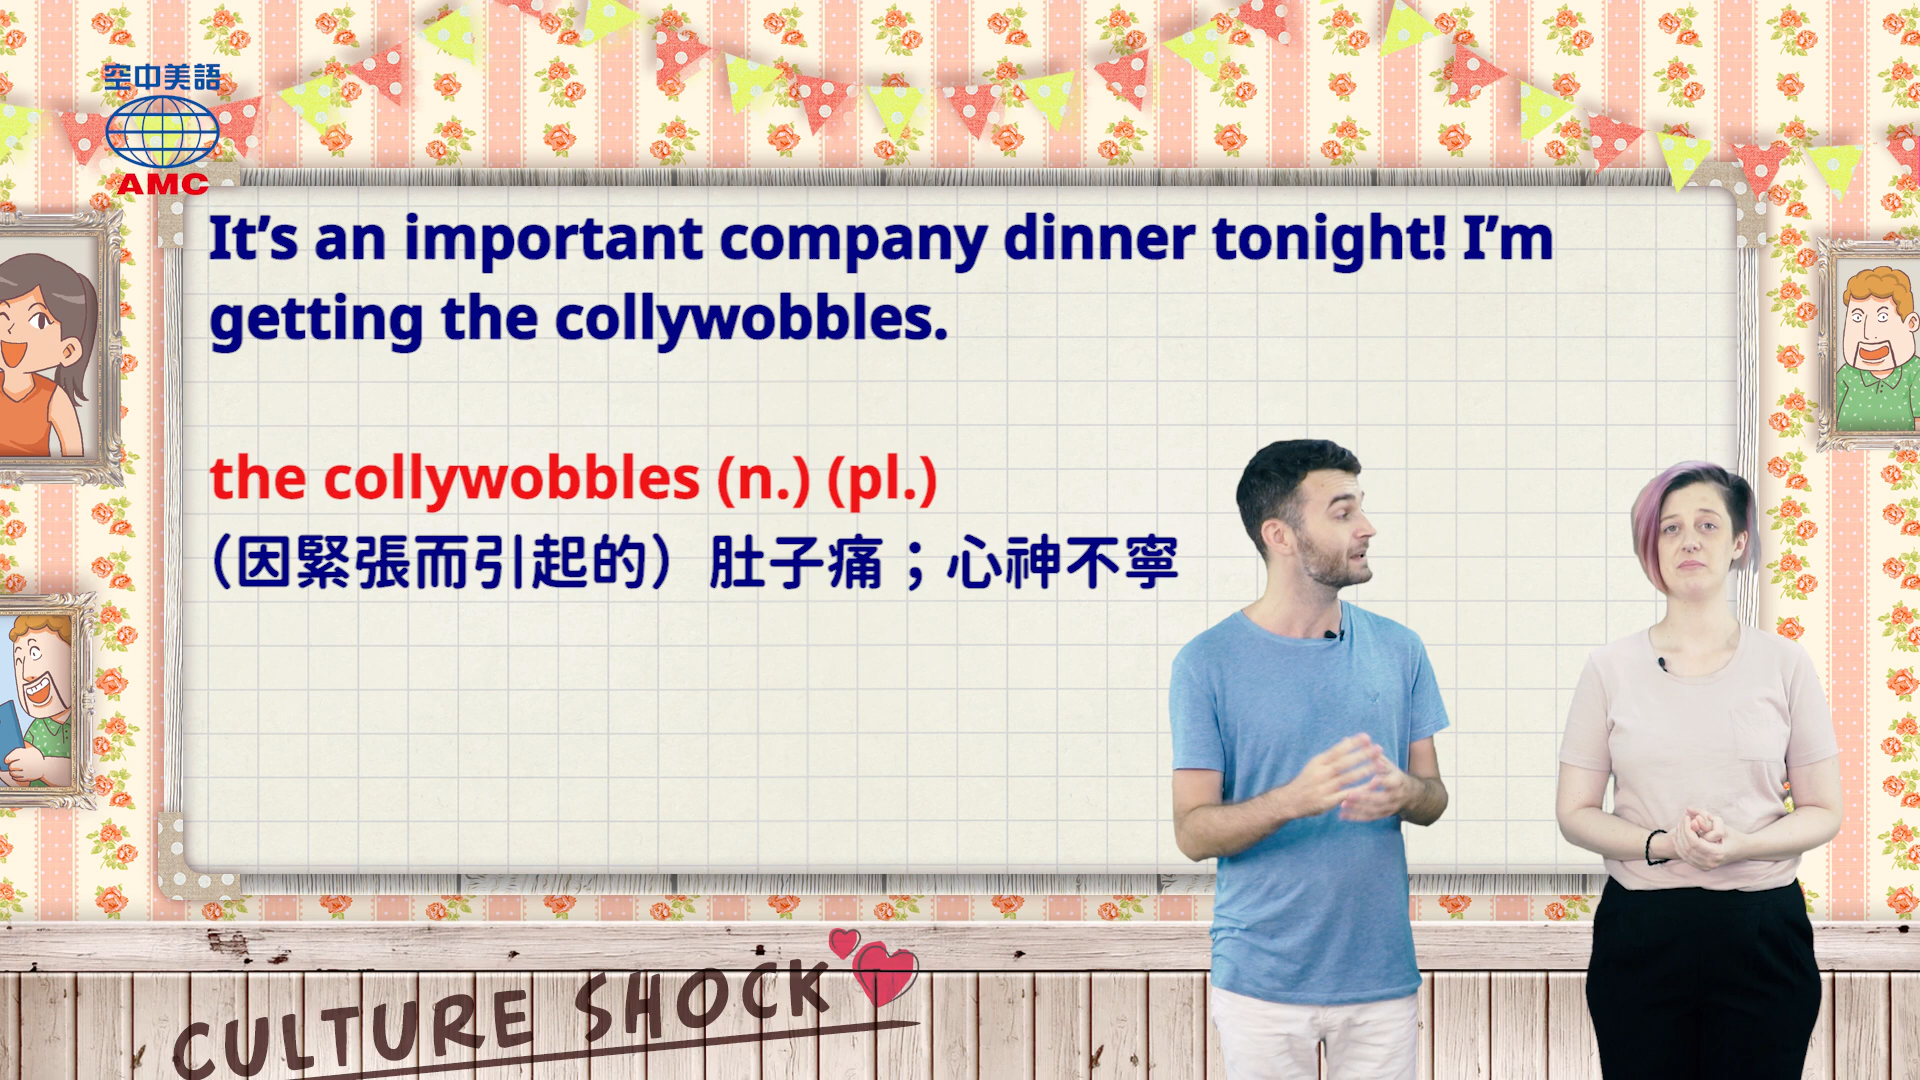 空中美語
AMC
It’s an important company dinner tonight! I’m
getting the collywobbles.
the collywobbles (n.) (pl.)
（因緊張而引起的）肚子痛；心神不寧
CULTURE SHOCK